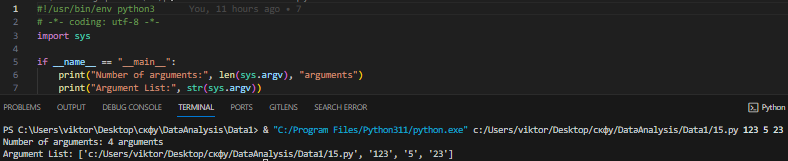 1 #!/usr/bin/env python3 You, 11 hours ago • 7
2 # -*- coding: utf-8 -*-
3 import sys
4
5 if __name__ == "__main__":
6 print("Number of arguments:", len(sys.argv), "arguments")
7 print("Argument List:", str(sys.argv))
PROBLEMS OUTPUT DEBUG CONSOLE TERMINAL PORTS GITLENS SEARCH ERROR Python
PS C:\Users\viktor\Desktop\скфу\DataAnalysis\Data1> & "C:/Program Files/Python311/python.exe" c:/Users/viktor/Desktop/скфу/DataAnalysis/Data1/15.py 123 5 23
Number of arguments: 4 arguments
Argument List: ['c:/Users/viktor/Desktop/скфу/DataAnalysis/Data1/15.py', '123', '5', '23']